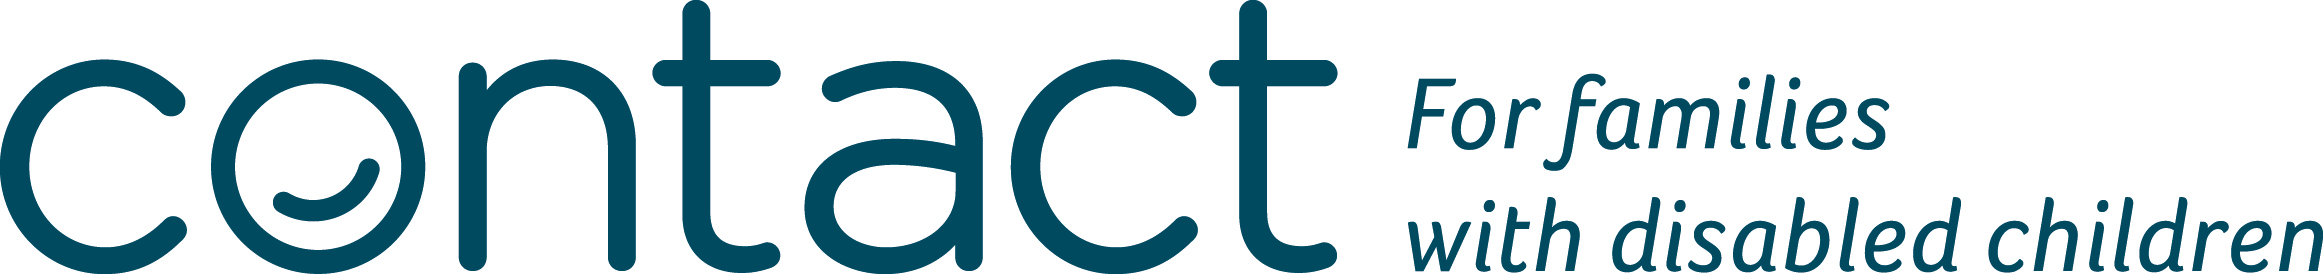 contact
For families
with disabled children